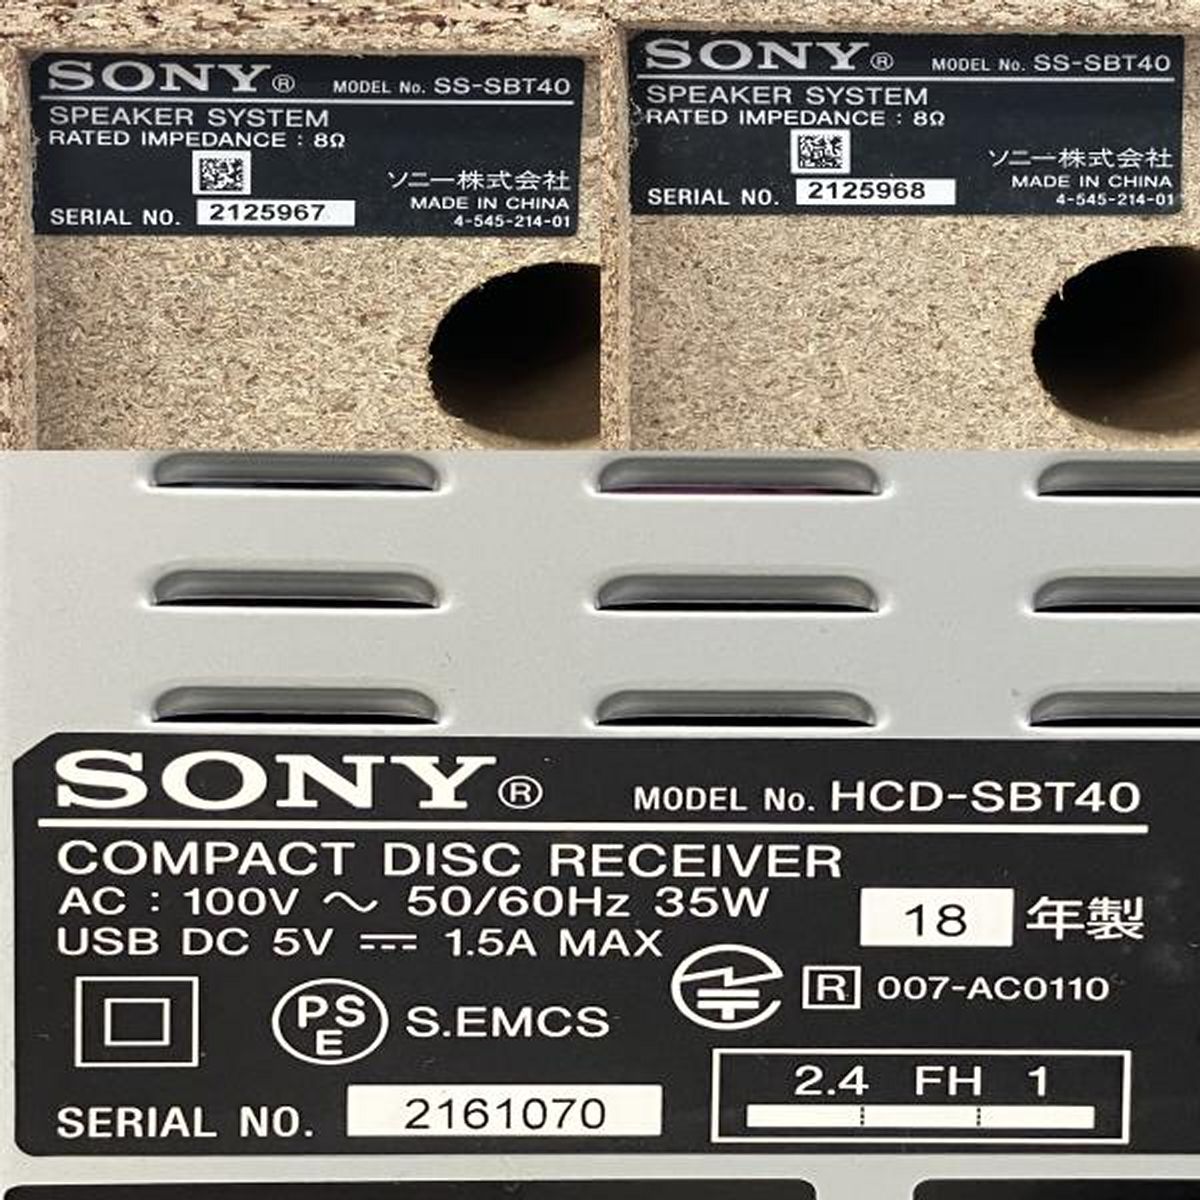 SONY® MODEL No. SS-SBT40
SPEAKER SYSTEM
RATED IMPEDANCE : 8Ω
ソニー株式会社
MADE IN CHINA
SERIAL NO. 2125967
4-545-214-01
SONY® MODEL No. SS-SBT40
SPEAKER SYSTEM
RATED IMPEDANCE : 8Ω
ソニー株式会社
MADE IN CHINA
SERIAL NO. 2125968
4-545-214-01
SONY® MODEL No. HCD-SBT40
COMPACT DISC RECEIVER
AC : 100V ～ 50/60Hz 35W
18 年製
USB DC 5V ⎓ 1.5A MAX
R 007-AC0110
PSE S.EMCS
2.4 FH 1
SERIAL NO. 2161070